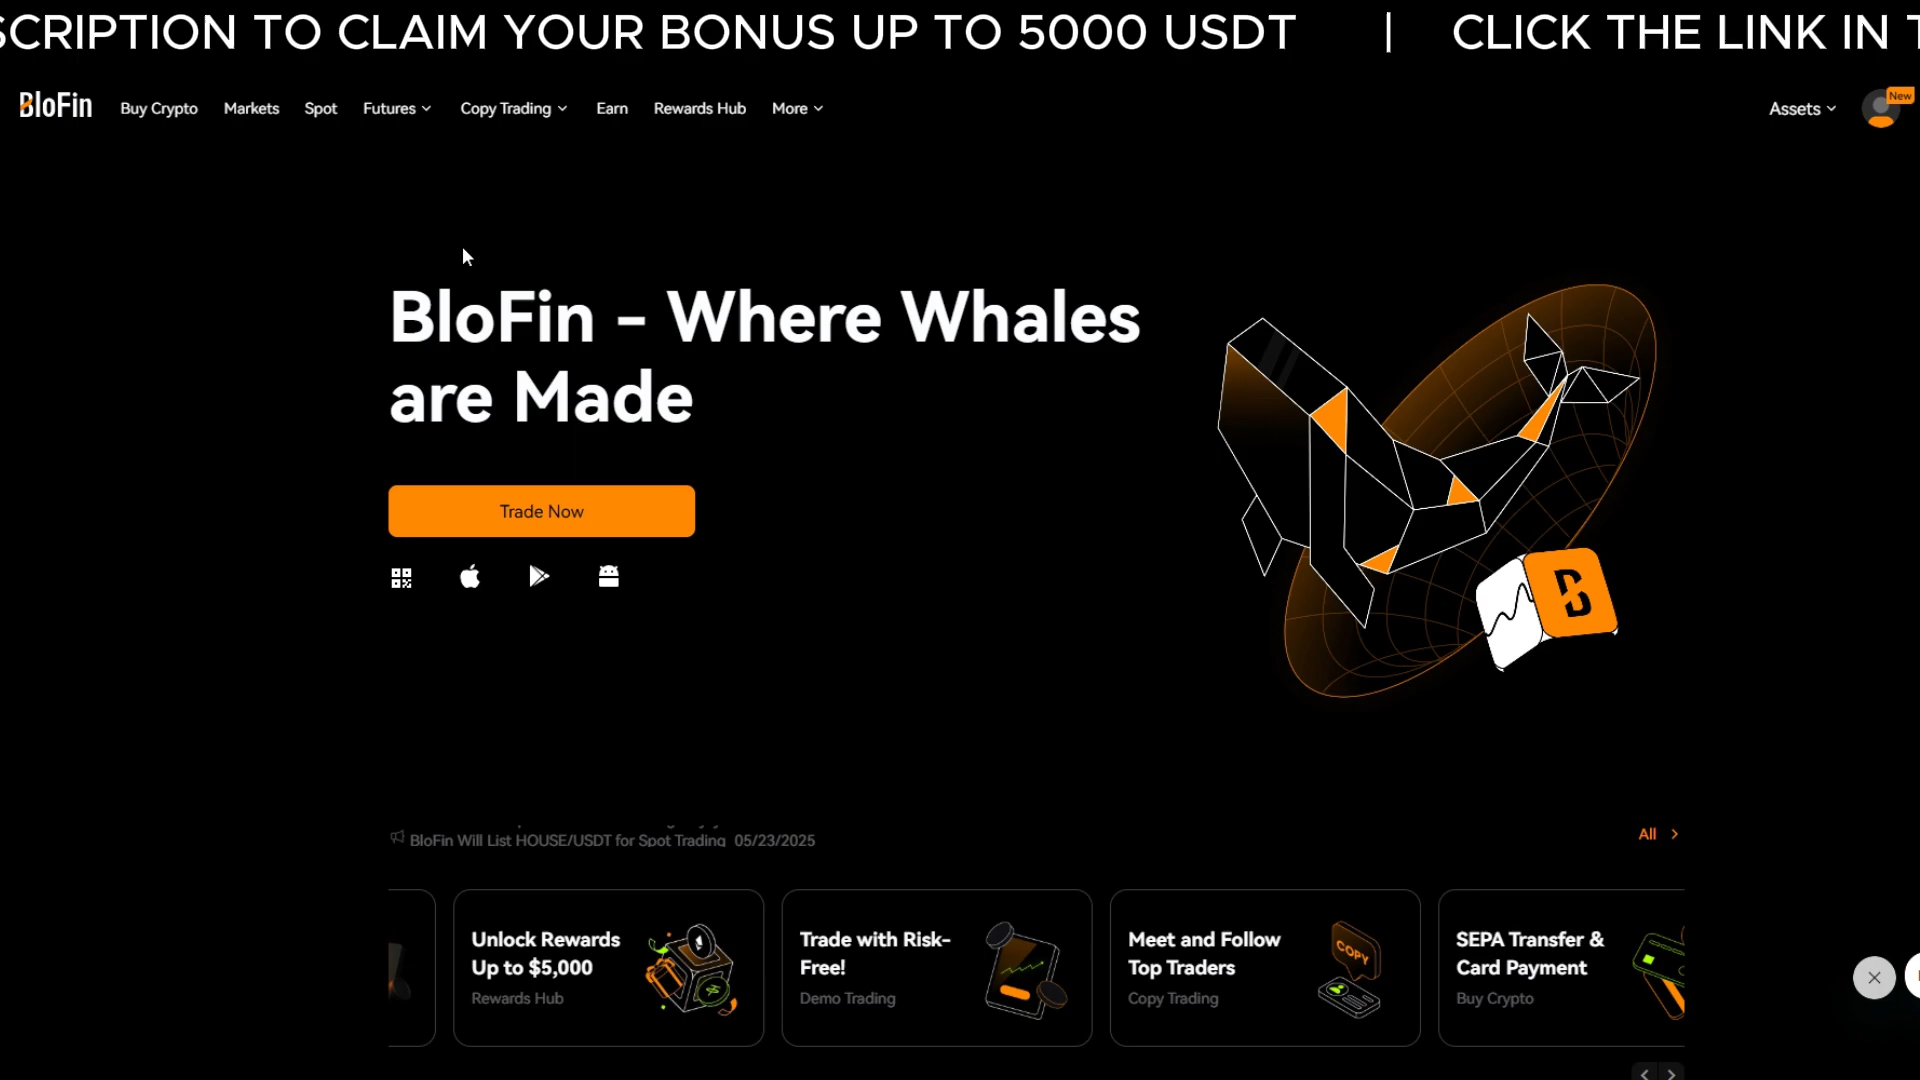 SCRIPTION TO CLAIM YOUR BONUS UP TO 5000 USDT | CLICK THE LINK IN T
BloFin Buy Crypto Markets Spot Futures Copy Trading Earn Rewards Hub More Assets New
BloFin - Where Whales
are Made
Trade Now
BloFin Will List HOUSE/USDT for Spot Trading 05/23/2025
All
Unlock Rewards
Up to $5,000
Rewards Hub
Trade with Risk-
Free!
Demo Trading
COPY
Meet and Follow
Top Traders
Copy Trading
SEPA Transfer &
Card Payment
Buy Crypto